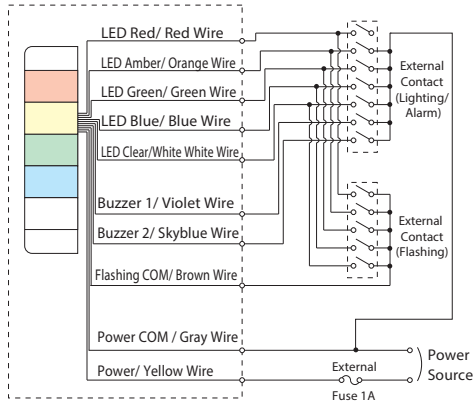 LED Red/ Red Wire
LED Amber/ Orange Wire
LED Green/ Green Wire
LED Blue/ Blue Wire
LED Clear/White White Wire
Buzzer 1/ Violet Wire
Buzzer 2/ Skyblue Wire
Flashing COM/ Brown Wire
Power COM / Gray Wire
Power/ Yellow Wire
External
Contact
(Lighting/
Alarm)
External
Contact
(Flashing)
External
Fuse 1A
Power
Source